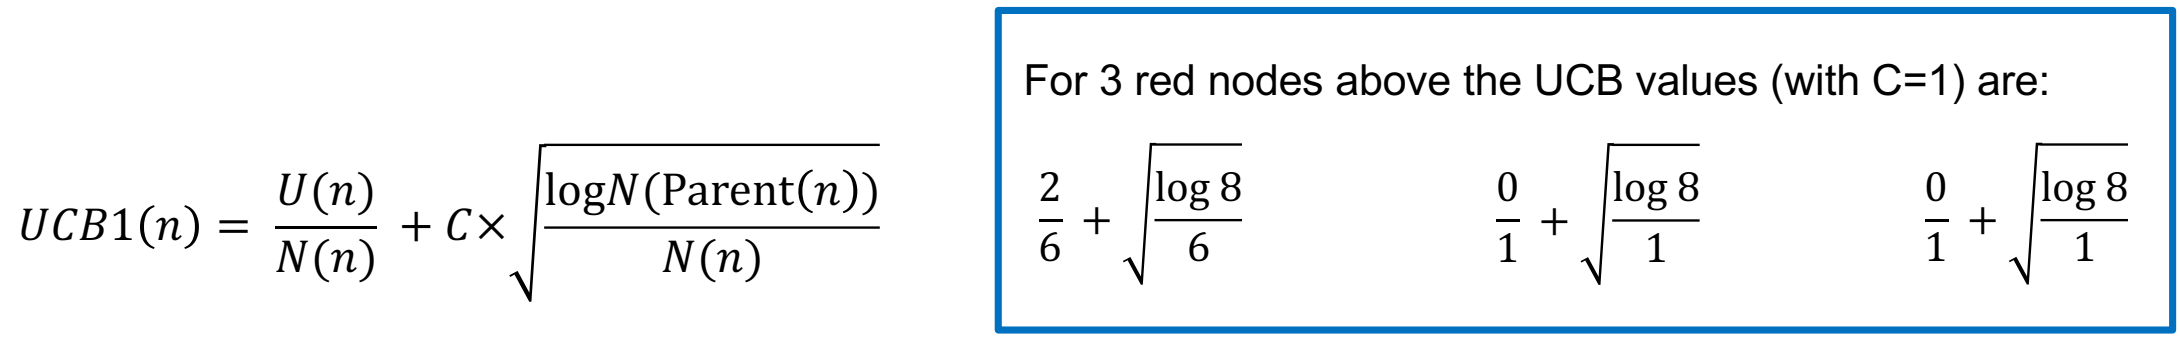 UCB1(n) = U(n)/N(n) + C × √(logN(Parent(n))/N(n))
For 3 red nodes above the UCB values (with C=1) are:
2/6 + √(log 8/6)
0/1 + √(log 8/1)
0/1 + √(log 8/1)